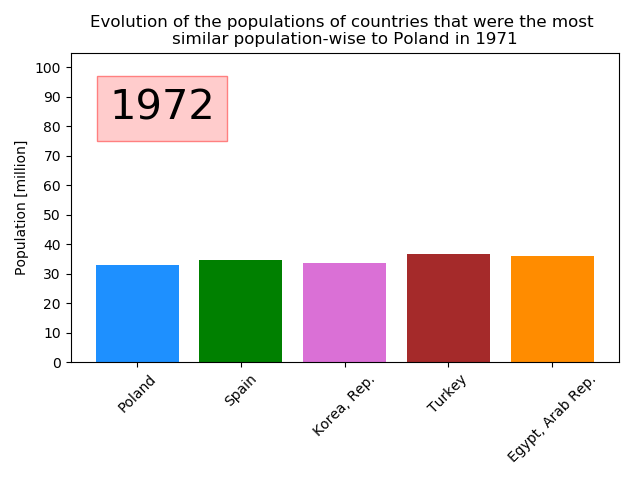 Evolution of the populations of countries that were the most
similar population-wise to Poland in 1971
1972
Population [million]
100
90
80
70
60
50
40
30
20
10
0
Poland
Spain
Korea, Rep.
Turkey
Egypt, Arab Rep.